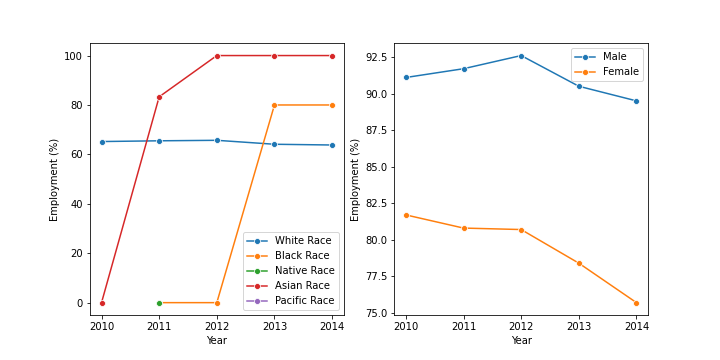 100
80
60
40
20
0
Employment (%)
2010 2011 2012 2013 2014
Year
White Race
Black Race
Native Race
Asian Race
Pacific Race
92.5
90.0
87.5
85.0
82.5
80.0
77.5
75.0
Employment (%)
2010 2011 2012 2013 2014
Year
Male
Female